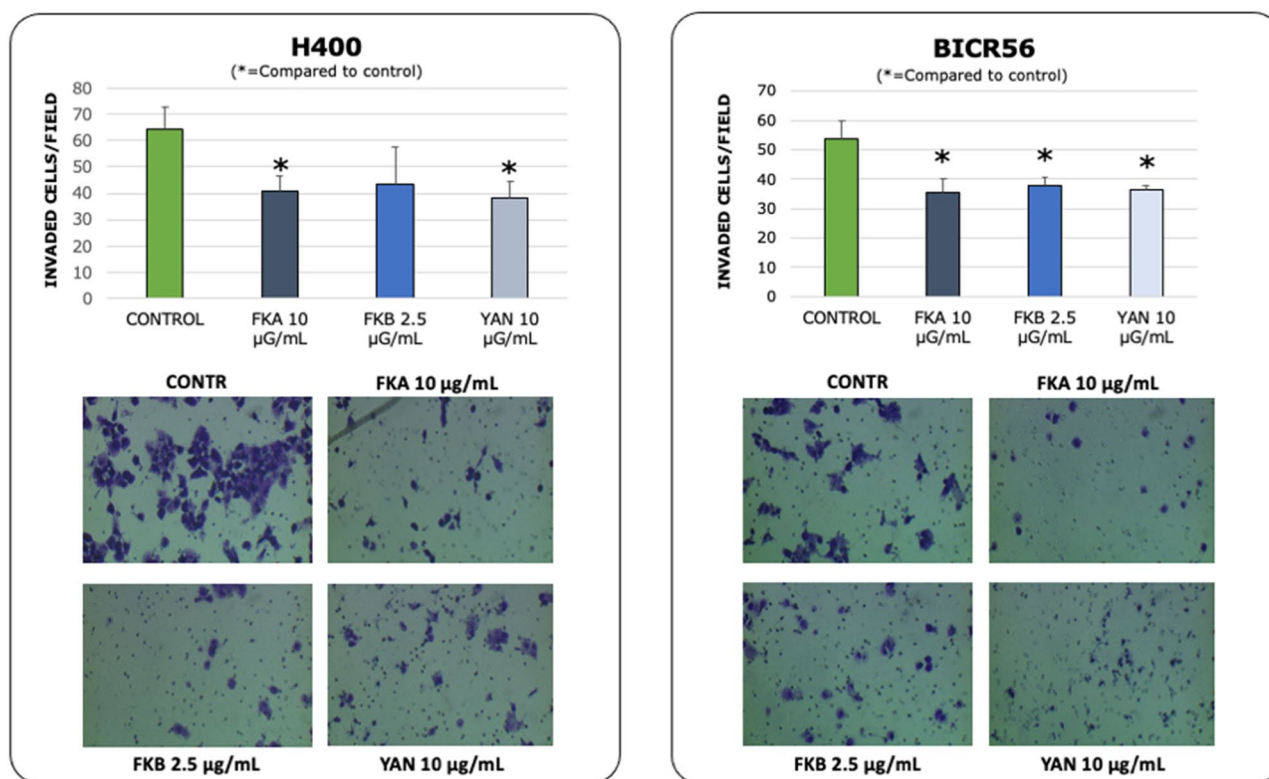 H400
(*=Compared to control)
INVADED CELLS/FIELD
80
70
60
50
40
30
20
10
0
*
*
CONTROL
FKA 10
µG/mL
FKB 2.5
µG/mL
YAN 10
µG/mL
CONTR
FKA 10 µg/mL
FKB 2.5 µg/mL
YAN 10 µg/mL
BICR56
(*=Compared to control)
INVADED CELLS/FIELD
70
60
50
40
30
20
10
0
*
*
*
CONTROL
FKA 10
µG/mL
FKB 2.5
µG/mL
YAN 10
µG/mL
CONTR
FKA 10 µg/mL
FKB 2.5 µg/mL
YAN 10 µg/mL